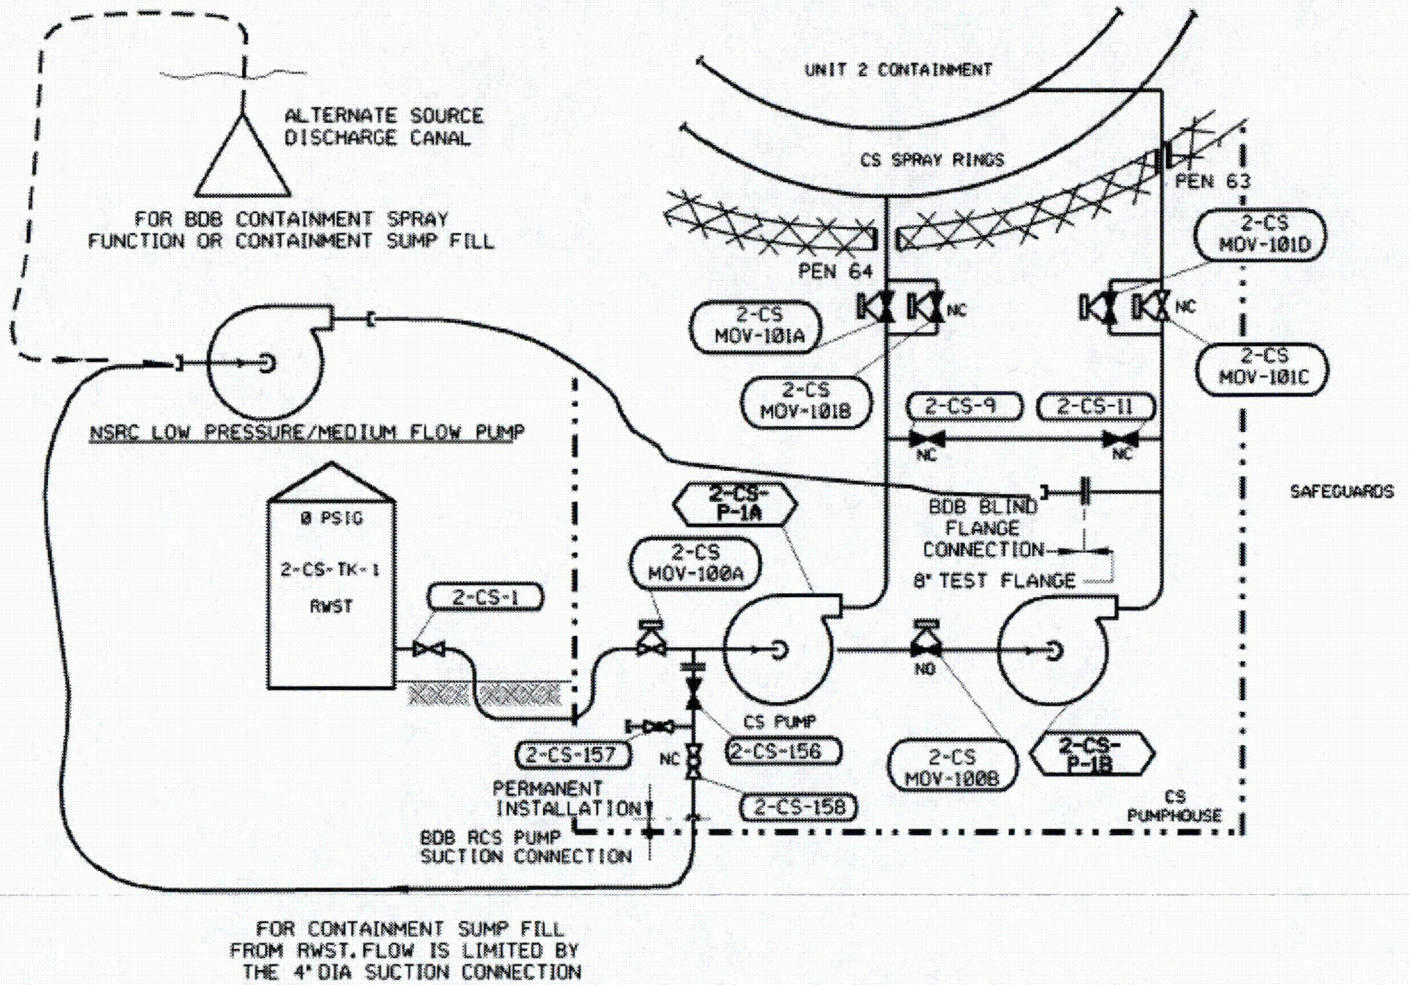 UNIT 2 CONTAINMENT
ALTERNATE SOURCE
DISCHARGE CANAL
CS SPRAY RINGS
PEN 63
FOR BDB CONTAINMENT SPRAY
FUNCTION OR CONTAINMENT SUMP FILL
2-CS
MOV-101D
PEN 64
2-CS
MOV-101A
NC
NC
2-CS
MOV-101C
2-CS
MOV-101B
2-CS-9
2-CS-11
NC
NC
NSRC LOW PRESSURE/MEDIUM FLOW PUMP
SAFEGUARDS
2-CS-
P-1A
BDB BLIND
FLANGE
CONNECTION
8" TEST FLANGE
0 PSIG
2-CS-TK-1
RWST
2-CS
MOV-100A
2-CS-1
NO
CS PUMP
2-CS-157
2-CS-156
NC
2-CS-158
2-CS
MOV-100B
2-CS-
P-1B
PERMANENT
INSTALLATION
CS
PUMPHOUSE
BDB RCS PUMP
SUCTION CONNECTION
FOR CONTAINMENT SUMP FILL
FROM RWST. FLOW IS LIMITED BY
THE 4" DIA SUCTION CONNECTION